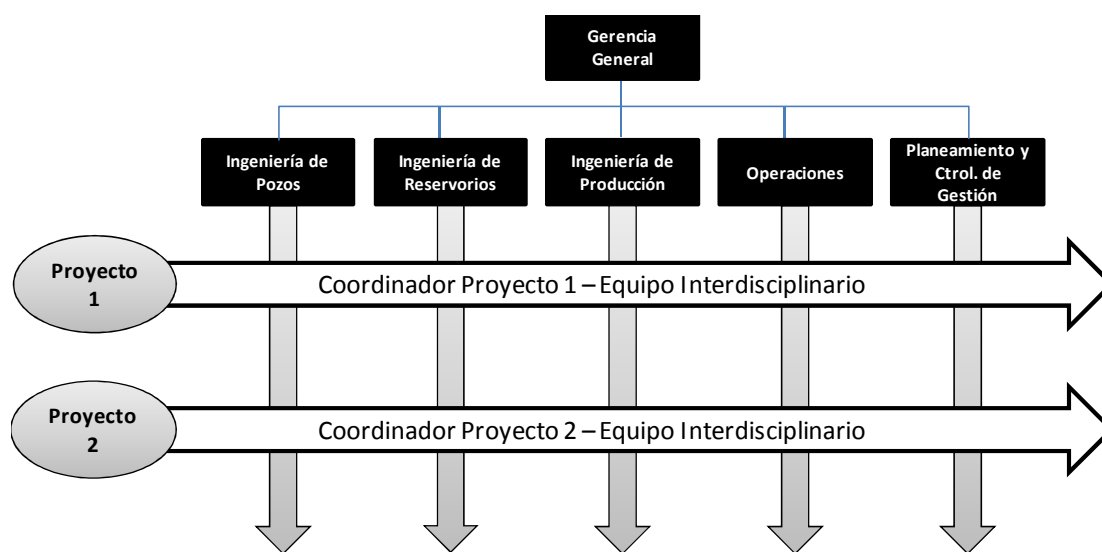 Gerencia
General
Ingeniería de
Pozos
Ingeniería de
Reservorios
Ingeniería de
Producción
Operaciones
Planeamiento y
Ctrol. de
Gestión
Proyecto
1
Coordinador Proyecto 1 – Equipo Interdisciplinario
Proyecto
2
Coordinador Proyecto 2 – Equipo Interdisciplinario